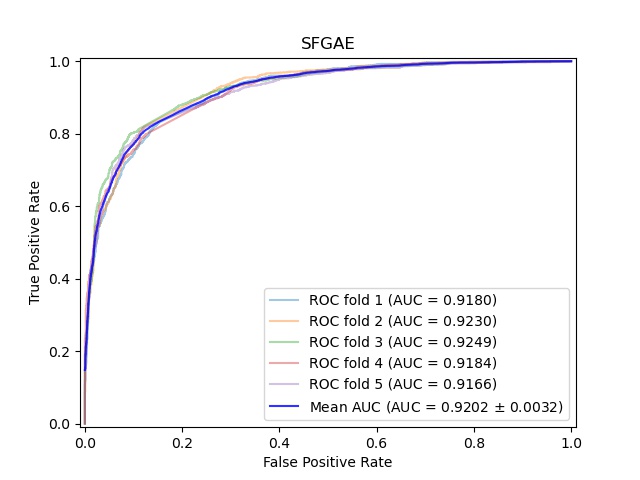 SFGAE
1.0
0.8
0.6
0.4
0.2
0.0
True Positive Rate
ROC fold 1 (AUC = 0.9180)
ROC fold 2 (AUC = 0.9230)
ROC fold 3 (AUC = 0.9249)
ROC fold 4 (AUC = 0.9184)
ROC fold 5 (AUC = 0.9166)
Mean AUC (AUC = 0.9202 ± 0.0032)
0.0 0.2 0.4 0.6 0.8 1.0
False Positive Rate